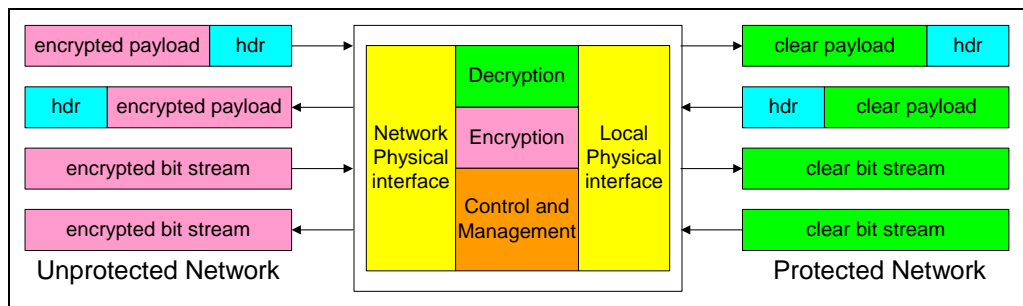 encrypted payload hdr
hdr encrypted payload
encrypted bit stream
encrypted bit stream
Unprotected Network
Network
Physical
interface
Decryption
Encryption
Control and
Management
Local
Physical
interface
clear payload hdr
hdr clear payload
clear bit stream
clear bit stream
Protected Network